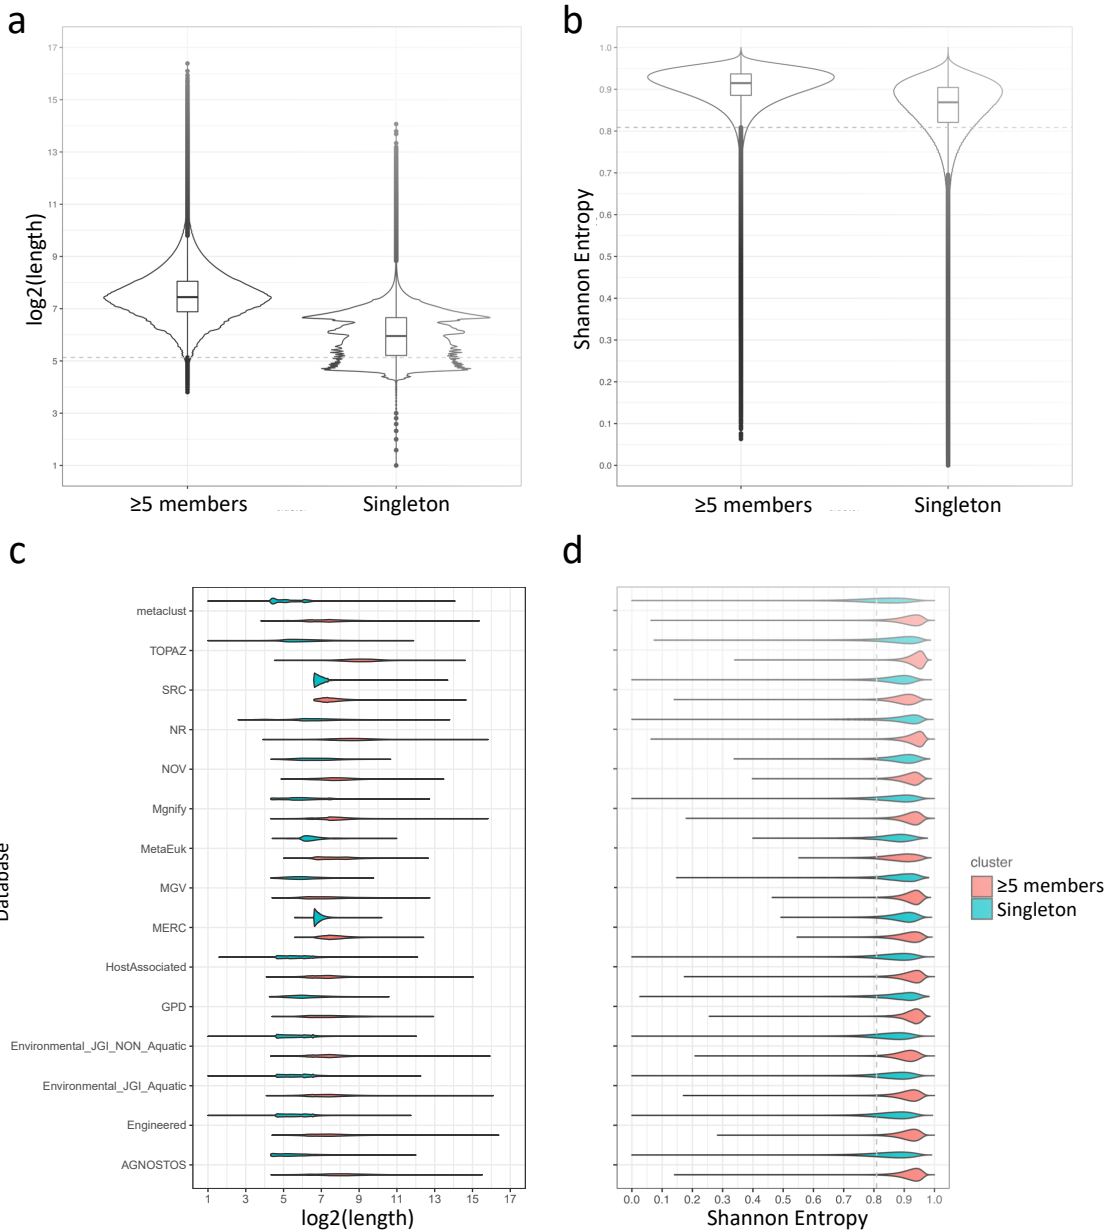 a
b
17
15
13
11
9
7
5
3
1
log2(length)
≥5 members
Singleton
1.0
0.9
0.8
0.7
0.6
0.5
0.4
0.3
0.2
0.1
0.0
Shannon Entropy
≥5 members
Singleton
c
d
Database
metaclust
TOPAZ
SRC
NR
NOV
Mgnify
MetaEuk
MGV
MERC
HostAssociated
GPD
Environmental_JGI_NON_Aquatic
Environmental_JGI_Aquatic
Engineered
AGNOSTOS
1 3 5 7 9 11 13 15 17
log2(length)
0.0 0.1 0.2 0.3 0.4 0.5 0.6 0.7 0.8 0.9 1.0
Shannon Entropy
cluster
≥5 members
Singleton